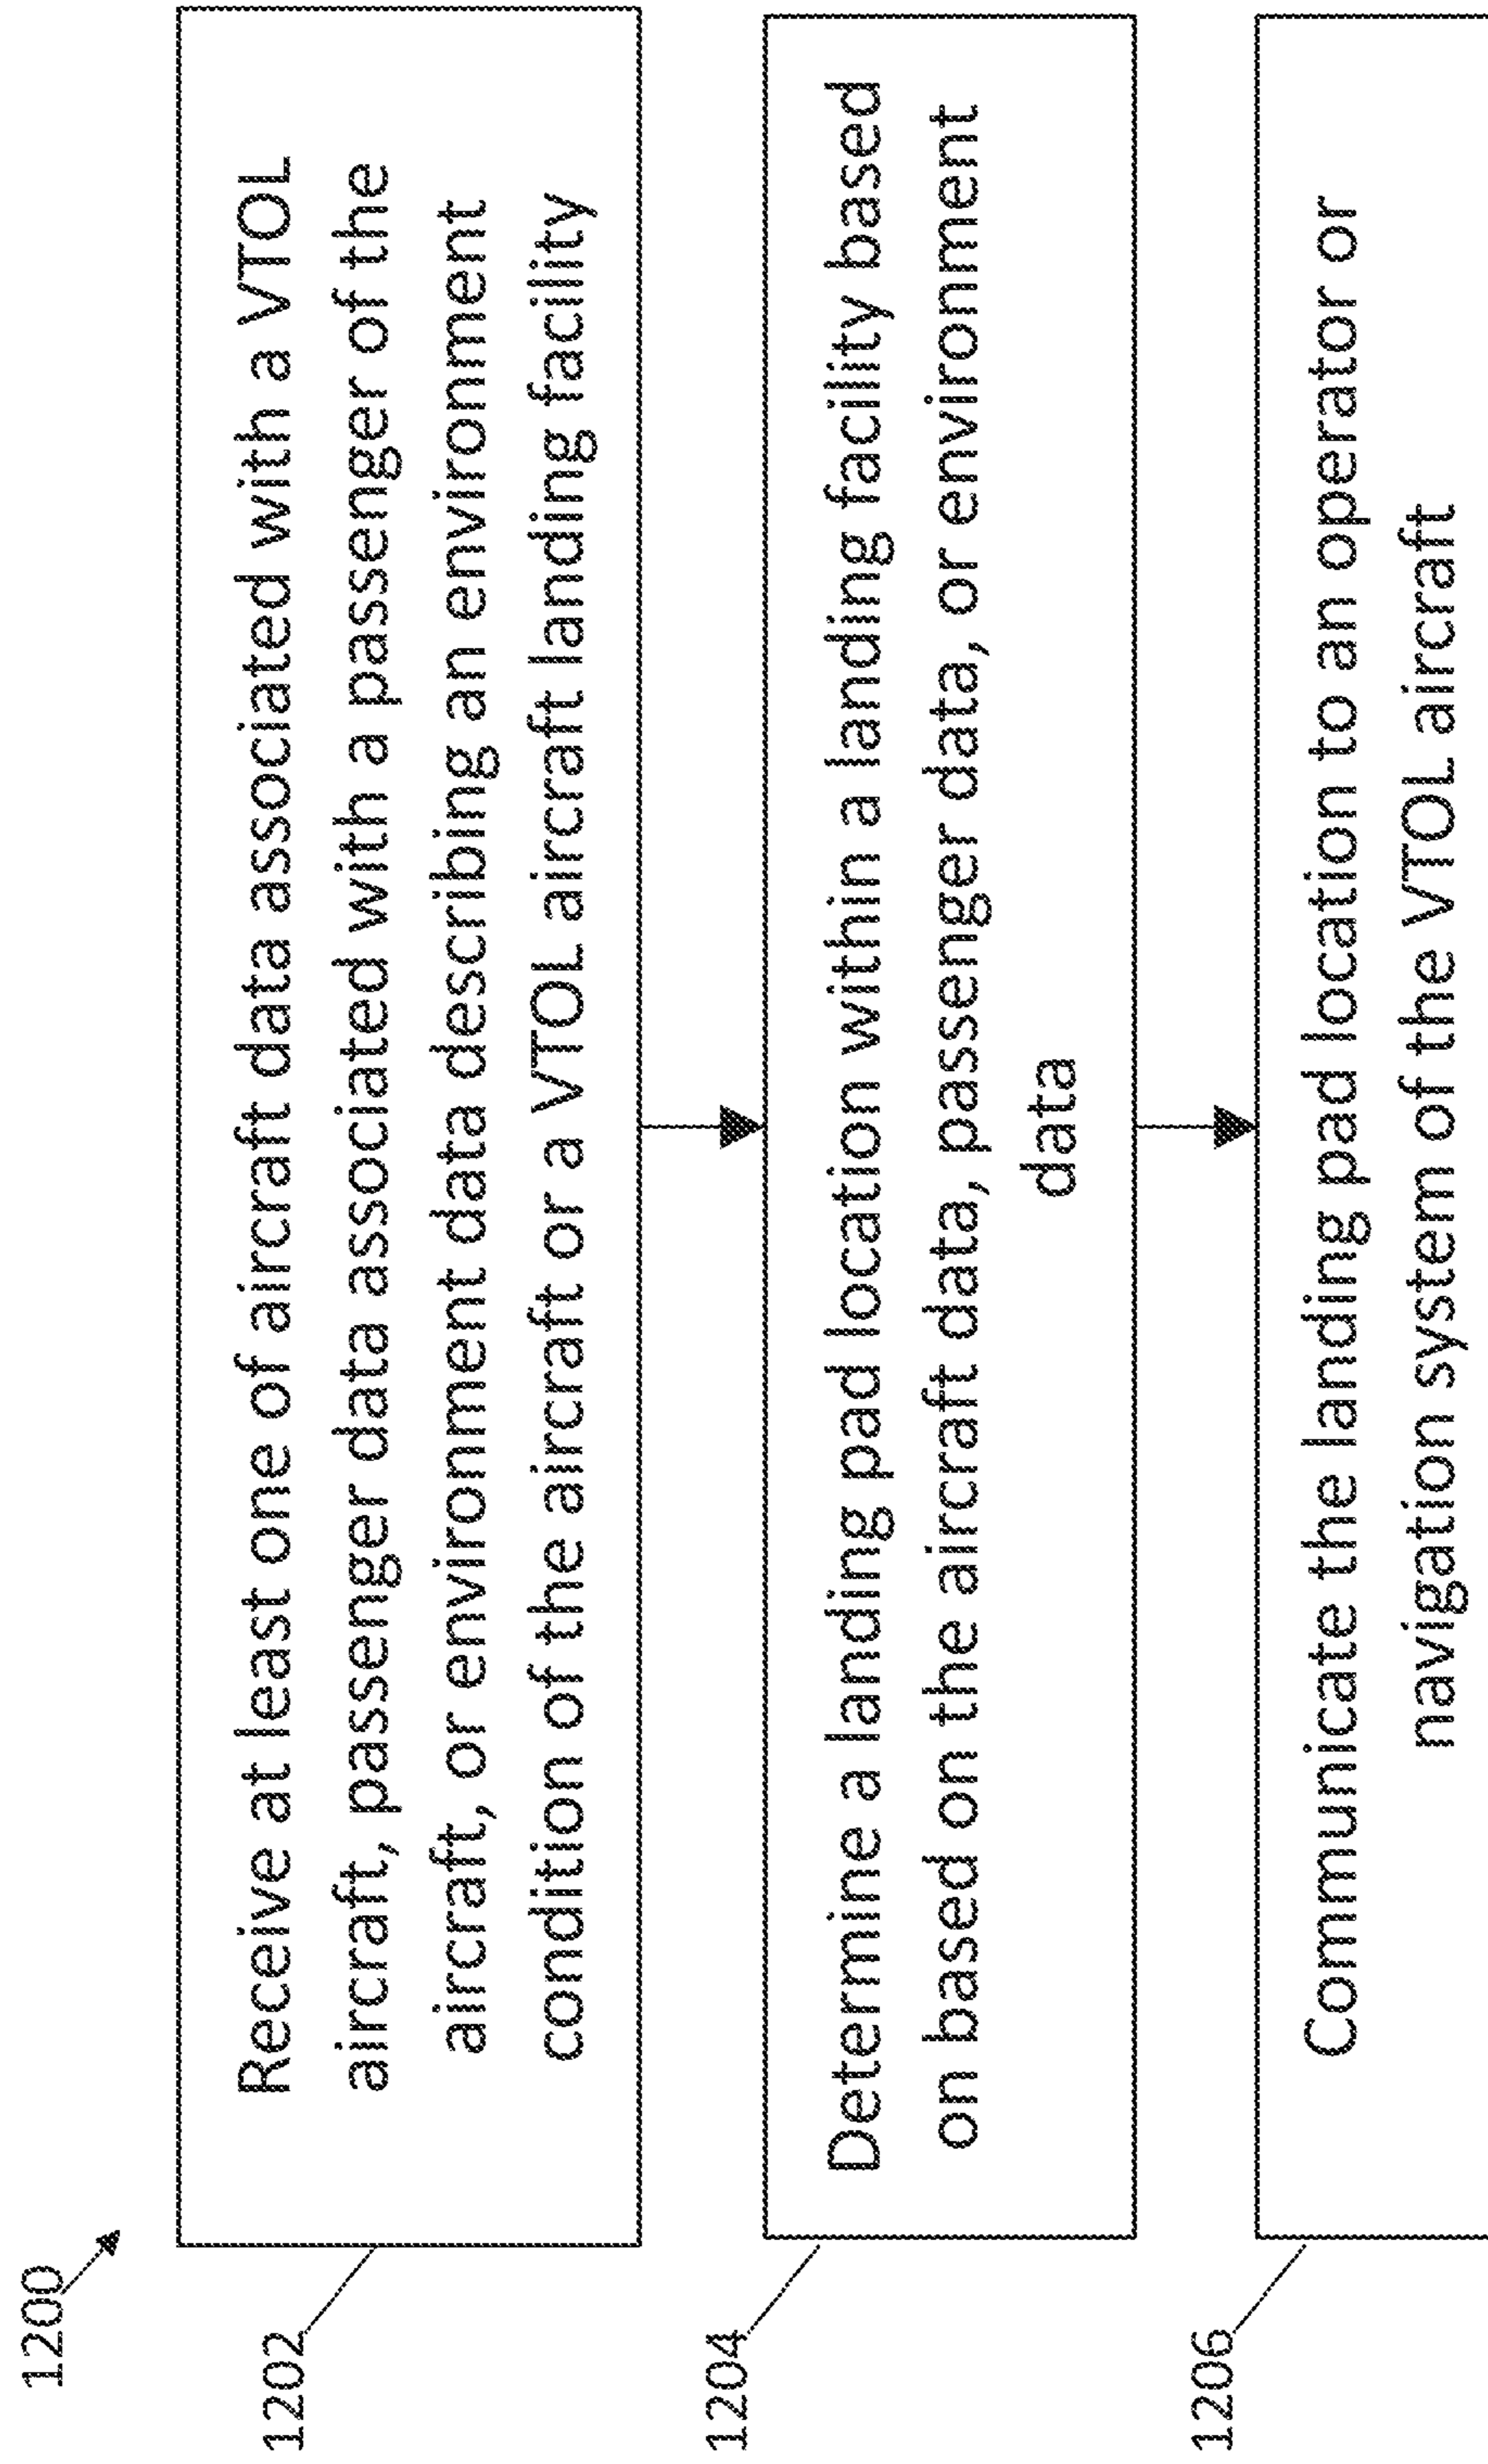 1200
1202
Receive at least one of aircraft data associated with a VTOL
aircraft, passenger data associated with a passenger of the
aircraft, or environment data describing an environment
condition of the aircraft or a VTOL aircraft landing facility
1204
Determine a landing pad location within a landing facility based
on based on the aircraft data, passenger data, or environment
data
1206
Communicate the landing pad location to an operator or
navigation system of the VTOL aircraft